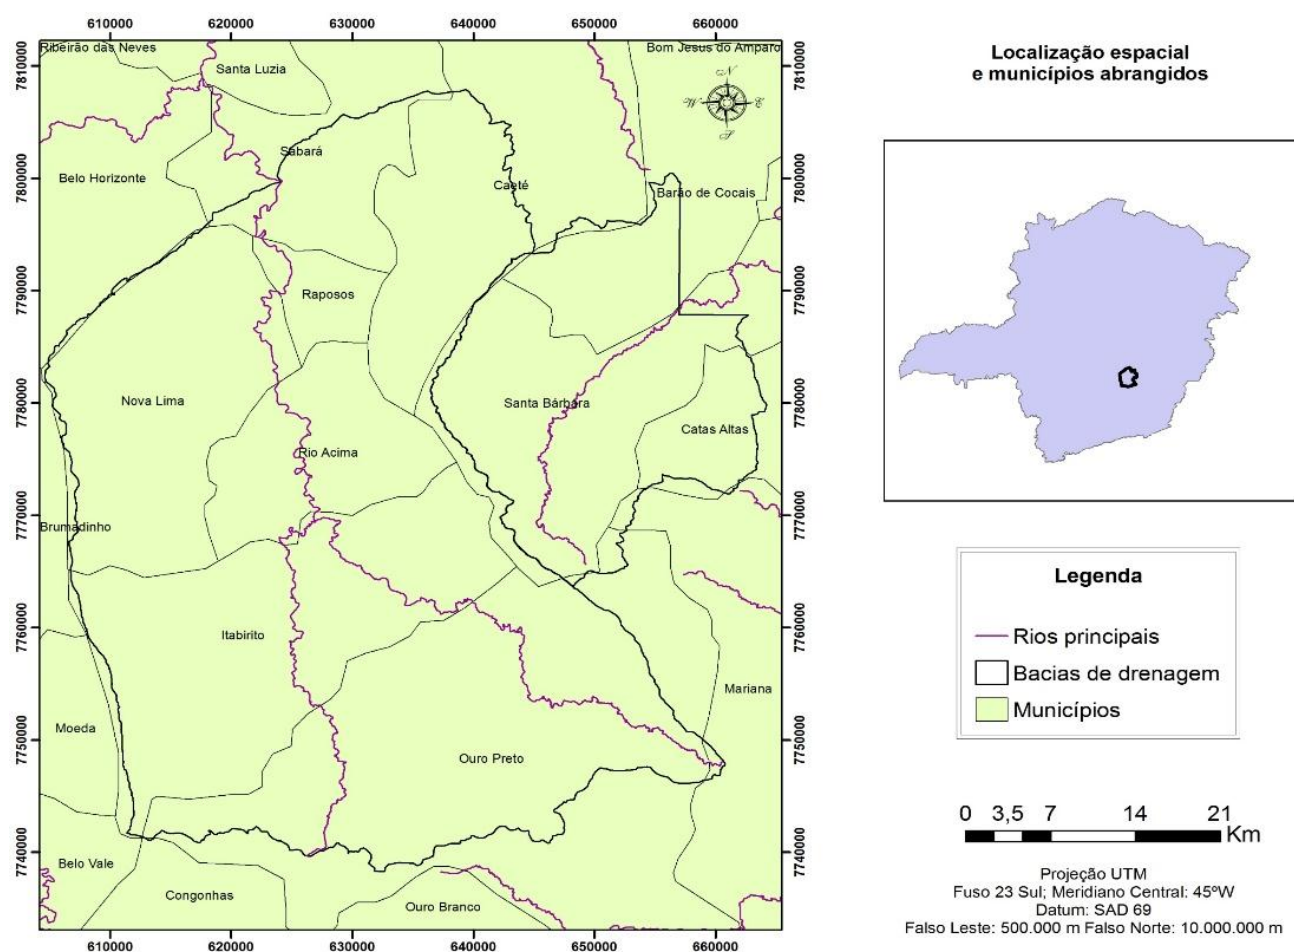 610000 620000 630000 640000 650000 660000
Ribeirão das Neves
Santa Luzia
Bom Jesus do Amparo
N
W E
S
7810000 7810000
Sabará
Belo Horizonte
Caeté
Barão de Cocais
7800000 7800000
Raposos
7790000 7790000
Nova Lima
Santa Bárbara
7780000 7780000
Catas Altas
Rio Acima
Brumadinho
7770000 7770000
Itabirito
7760000 7760000
Mariana
Moeda
Ouro Preto
7750000 7750000
Belo Vale
7740000 7740000
Congonhas
Ouro Branco
610000 620000 630000 640000 650000 660000
Localização espacial
e municípios abrangidos
Legenda
Rios principais
Bacias de drenagem
Municípios
0 3,5 7 14 21
Km
Projeção UTM
Fuso 23 Sul; Meridiano Central: 45ºW
Datum: SAD 69
Falso Leste: 500.000 m Falso Norte: 10.000.000 m